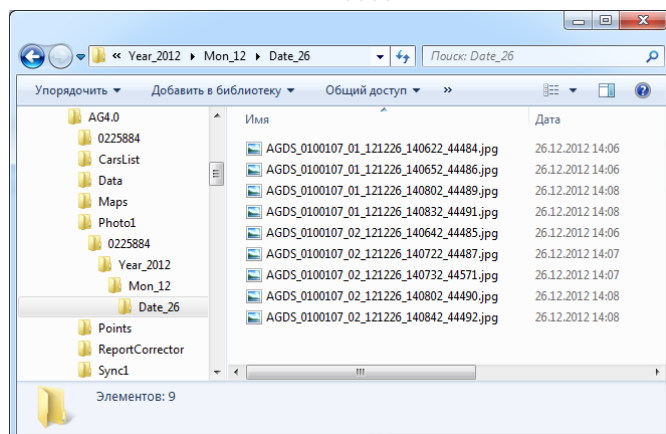 « Year_2012 ▸ Mon_12 ▸ Date_26
Поиск: Date_26
Упорядочить ▼ Добавить в библиотеку ▼ Общий доступ ▼ »
AG4.0
0225884
CarsList
Data
Maps
Photo1
0225884
Year_2012
Mon_12
Date_26
Points
ReportCorrector
Sync1
Имя Дата
AGDS_0100107_01_121226_140622_44484.jpg 26.12.2012 14:06
AGDS_0100107_01_121226_140652_44486.jpg 26.12.2012 14:06
AGDS_0100107_01_121226_140802_44489.jpg 26.12.2012 14:08
AGDS_0100107_01_121226_140832_44491.jpg 26.12.2012 14:08
AGDS_0100107_02_121226_140642_44485.jpg 26.12.2012 14:06
AGDS_0100107_02_121226_140722_44487.jpg 26.12.2012 14:07
AGDS_0100107_02_121226_140732_44571.jpg 26.12.2012 14:07
AGDS_0100107_02_121226_140802_44490.jpg 26.12.2012 14:08
AGDS_0100107_02_121226_140842_44492.jpg 26.12.2012 14:08
Элементов: 9